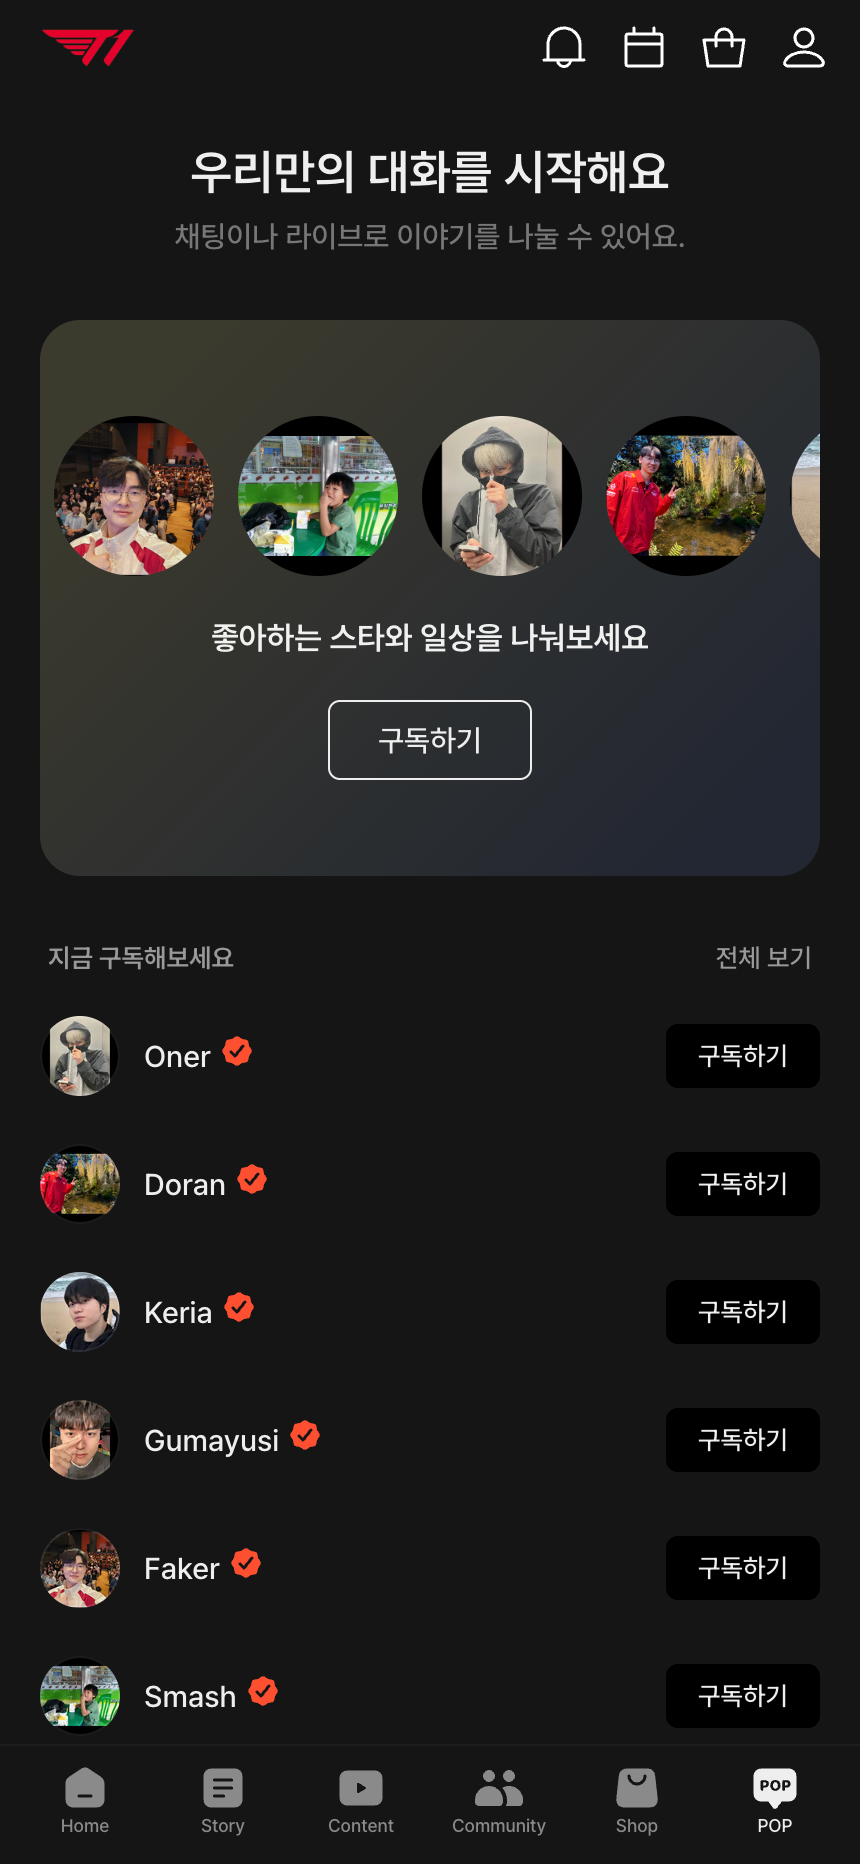 T1
우리만의 대화를 시작해요
채팅이나 라이브로 이야기를 나눌 수 있어요.
좋아하는 스타와 일상을 나눠보세요
구독하기
지금 구독해보세요 전체 보기
Oner 구독하기
Doran 구독하기
Keria 구독하기
Gumayusi 구독하기
Faker 구독하기
Smash 구독하기
POP
Home Story Content Community Shop POP